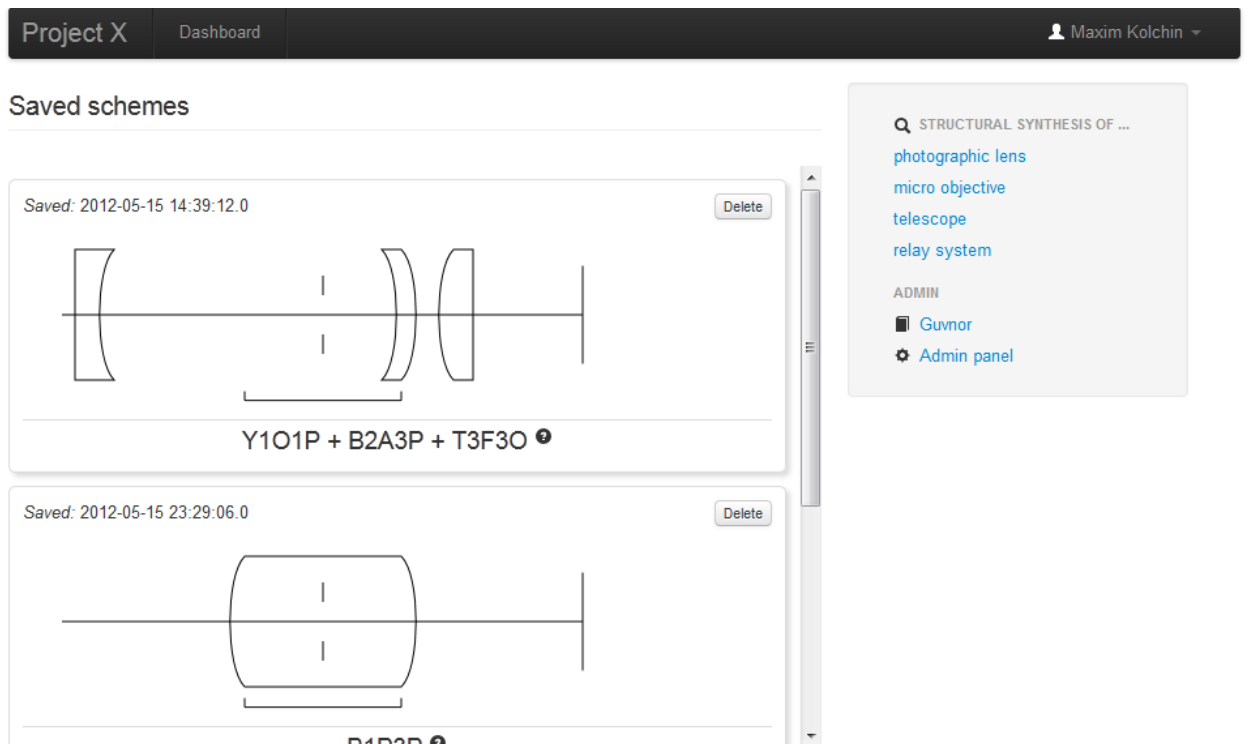 Project X Dashboard Maxim Kolchin
Saved schemes
Saved: 2012-05-15 14:39:12.0 Delete
Y1O1P + B2A3P + T3F3O
Saved: 2012-05-15 23:29:06.0 Delete
STRUCTURAL SYNTHESIS OF ...
photographic lens
micro objective
telescope
relay system
ADMIN
Guvnor
Admin panel